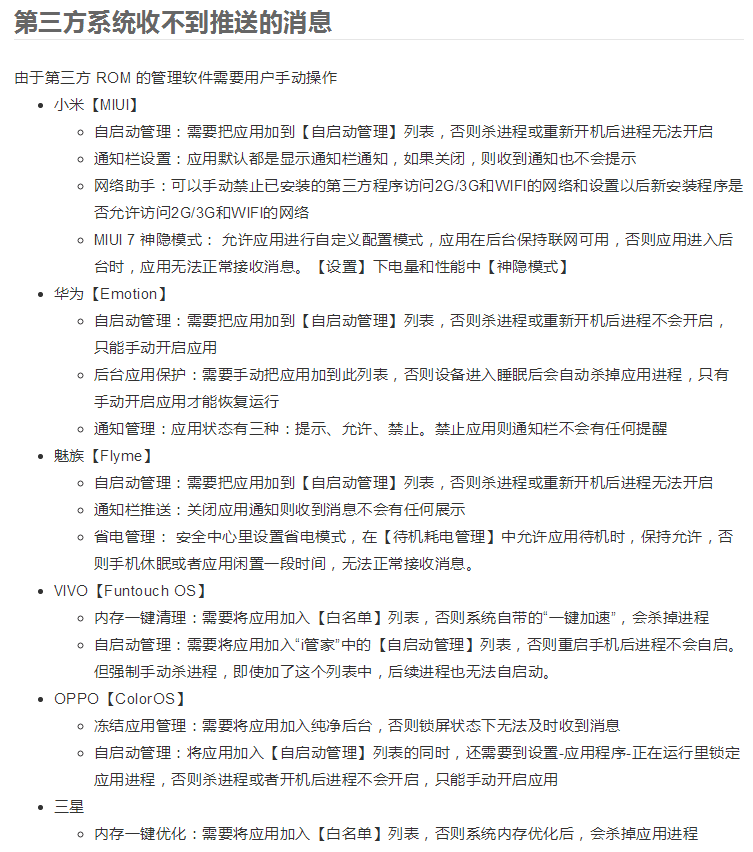 第三方系统收不到推送的消息
由于第三方 ROM 的管理软件需要用户手动操作
小米【MIUI】
自启动管理：需要把应用加到【自启动管理】列表，否则杀进程或重新开机后进程无法开启
通知栏设置：应用默认都是显示通知栏通知，如果关闭，则收到通知也不会提示
网络助手：可以手动禁止已安装的第三方程序访问2G/3G和WIFI的网络和设置以后新安装程序是
否允许访问2G/3G和WIFI的网络
MIUI 7 神隐模式： 允许应用进行自定义配置模式，应用在后台保持联网可用，否则应用进入后
台时，应用无法正常接收消息。【设置】下电量和性能中【神隐模式】
华为【Emotion】
自启动管理：需要把应用加到【自启动管理】列表，否则杀进程或重新开机后进程不会开启，
只能手动开启应用
后台应用保护：需要手动把应用加到此列表，否则设备进入睡眠后会自动杀掉应用进程，只有
手动开启应用才能恢复运行
通知管理：应用状态有三种：提示、允许、禁止。禁止应用则通知栏不会有任何提醒
魅族【Flyme】
自启动管理：需要把应用加到【自启动管理】列表，否则杀进程或重新开机后进程无法开启
通知栏推送：关闭应用通知则收到消息不会有任何展示
省电管理： 安全中心里设置省电模式，在【待机耗电管理】中允许应用待机时，保持允许，否
则手机休眠或者应用闲置一段时间，无法正常接收消息。
VIVO【Funtouch OS】
内存一键清理：需要将应用加入【白名单】列表，否则系统自带的“一键加速”，会杀掉进程
自启动管理：需要将应用加入“i管家”中的【自启动管理】列表，否则重启手机后进程不会自启。
但强制手动杀进程，即使加了这个列表中，后续进程也无法自启动。
OPPO【ColorOS】
冻结应用管理：需要将应用加入纯净后台，否则锁屏状态下无法及时收到消息
自启动管理：将应用加入【自启动管理】列表的同时，还需要到设置-应用程序-正在运行里锁定
应用进程，否则杀进程或者开机后进程不会开启，只能手动开启应用
三星
内存一键优化：需要将应用加入【白名单】列表，否则系统内存优化后，会杀掉应用进程